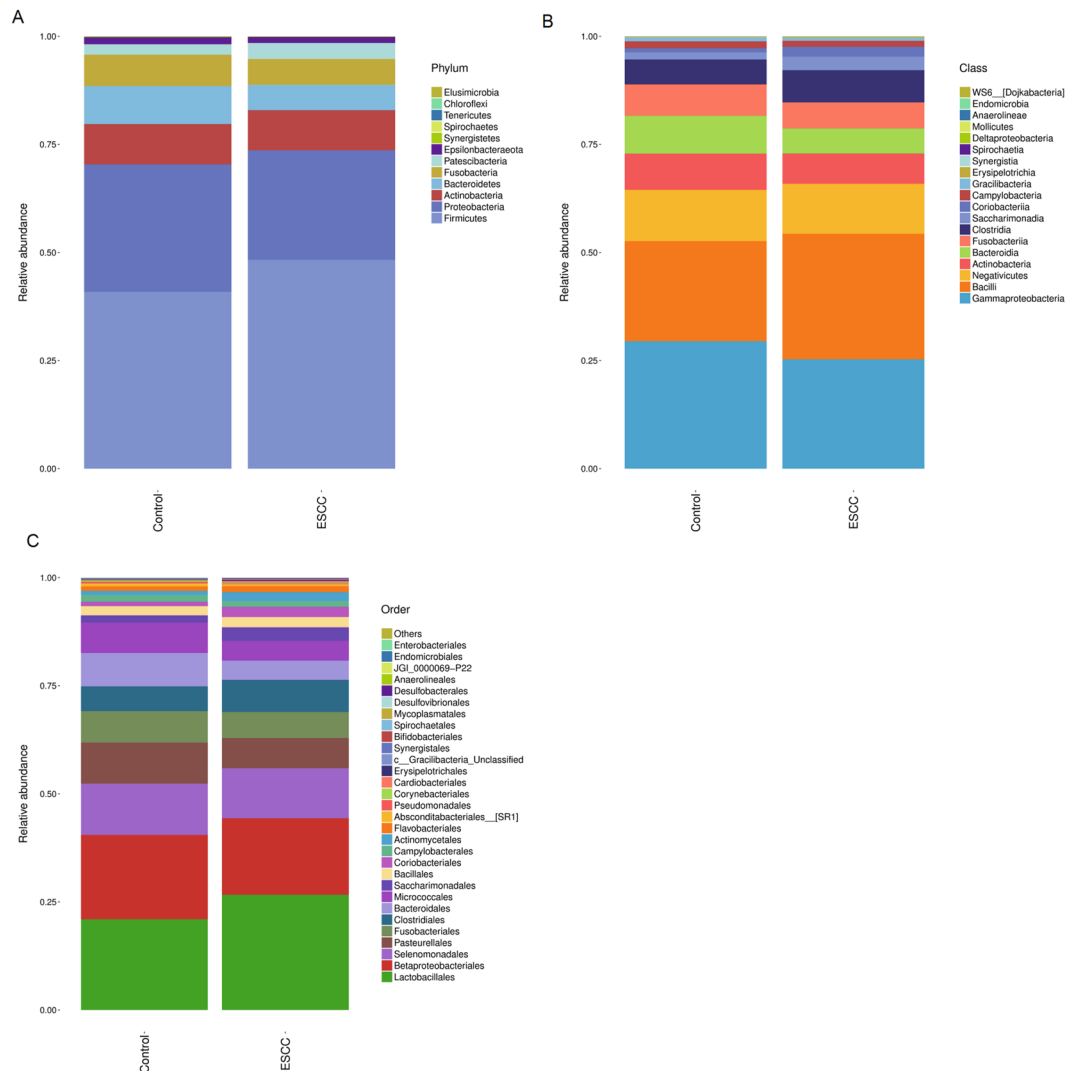 A
Relative abundance
1.00-
0.75-
0.50-
0.25-
0.00-
Control-
ESCC -
Phylum
Elusimicrobia
Chloroflexi
Tenericutes
Spirochaetes
Synergistetes
Epsilonbacteraeota
Patescibacteria
Fusobacteria
Bacteroidetes
Actinobacteria
Proteobacteria
Firmicutes
B
Relative abundance
1.00-
0.75-
0.50-
0.25-
0.00-
Control-
ESCC -
Class
WS6__[Dojkabacteria]
Endomicrobia
Anaerolineae
Mollicutes
Deltaproteobacteria
Spirochaetia
Synergistia
Erysipelotrichia
Gracilibacteria
Campylobacteria
Coriobacteriia
Saccharimonadia
Clostridia
Fusobacteriia
Bacteroidia
Actinobacteria
Negativicutes
Bacilli
Gammaproteobacteria
C
Relative abundance
1.00-
0.75-
0.50-
0.25-
0.00-
Control-
ESCC -
Order
Others
Enterobacteriales
Endomicrobiales
JGI_0000069−P22
Anaerolineales
Desulfobacterales
Desulfovibrionales
Mycoplasmatales
Spirochaetales
Bifidobacteriales
Synergistales
c__Gracilibacteria_Unclassified
Erysipelotrichales
Cardiobacteriales
Corynebacteriales
Pseudomonadales
Absconditabacteriales__[SR1]
Flavobacteriales
Actinomycetales
Campylobacterales
Coriobacteriales
Bacillales
Saccharimonadales
Micrococcales
Bacteroidales
Clostridiales
Fusobacteriales
Pasteurellales
Selenomonadales
Betaproteobacteriales
Lactobacillales